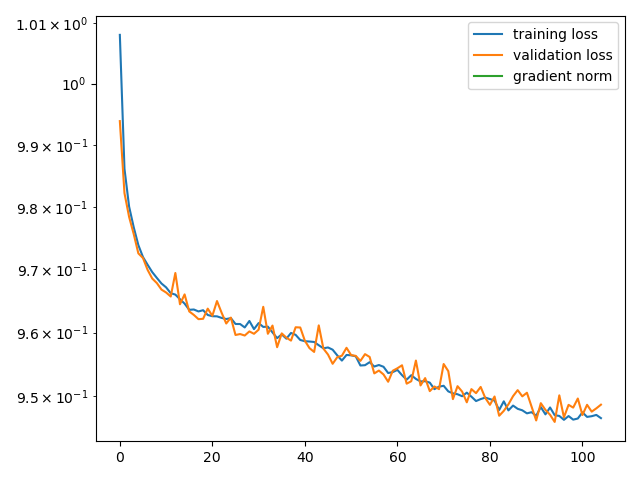 1.01 × 10⁰
10⁰
9.9 × 10⁻¹
9.8 × 10⁻¹
9.7 × 10⁻¹
9.6 × 10⁻¹
9.5 × 10⁻¹
training loss
validation loss
gradient norm
0 20 40 60 80 100